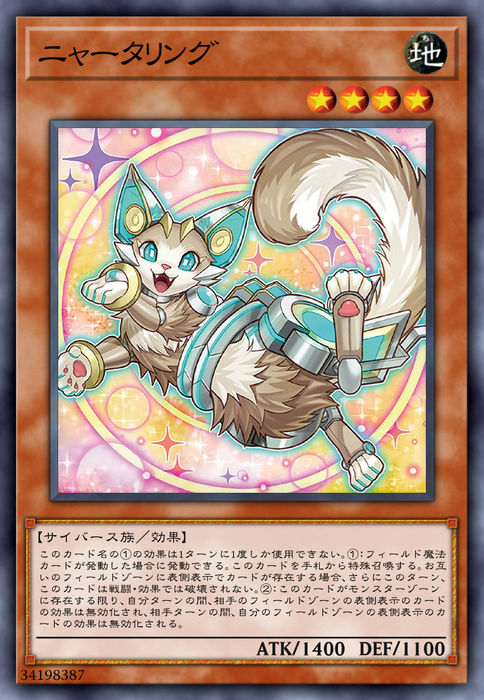 ニャータリング
ち
地
【サイバース族／効果】
このカード名の①の効果は1ターンに1度しか使用できない。①：フィールド魔法
カードが発動した場合に発動できる。このカードを手札から特殊召喚する。お互
いのフィールドゾーンに表側表示でカードが存在する場合、さらにこのターン、
このカードは戦闘・効果では破壊されない。②：このカードがモンスターゾーン
に存在する限り、自分ターンの間、相手のフィールドゾーンの表側表示のカード
の効果は無効化され、相手ターンの間、自分のフィールドゾーンの表側表示のカ
ードの効果は無効化される。
ATK/1400 DEF/1100
34198387